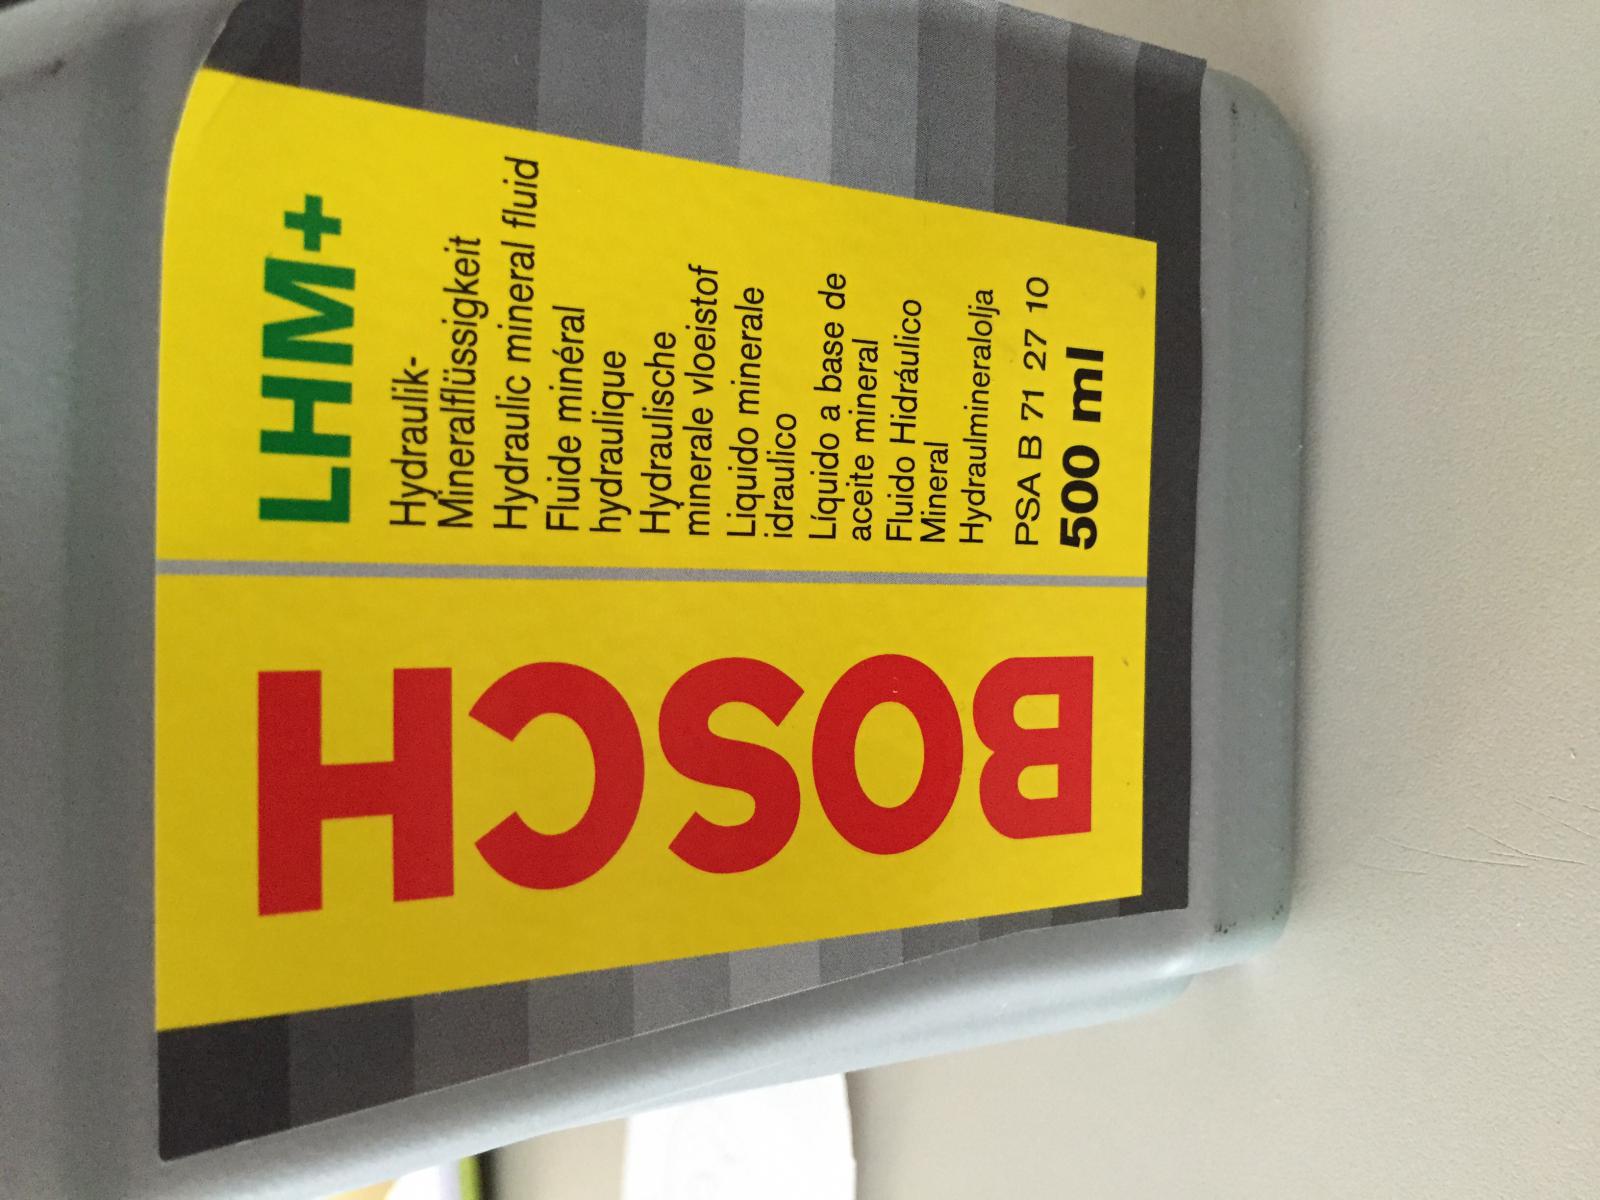 BOSCH
LHM+
Hydraulik-
Mineralflüssigkeit
Hydraulic mineral fluid
Fluide minéral
hydraulique
Hydraulische
minerale vloeistof
Liquido minerale
idraulico
Líquido a base de
aceite mineral
Fluido Hidráulico
Mineral
Hydraulmineralolja
PSA B 71 27 10
500 ml